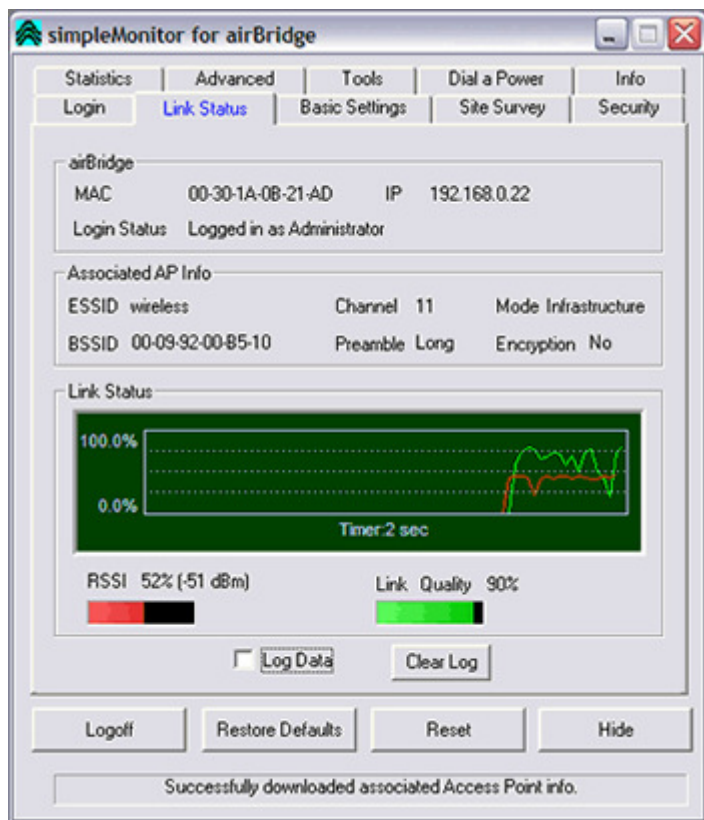 simpleMonitor for airBridge
Statistics Advanced Tools Dial a Power Info
Login Link Status Basic Settings Site Survey Security
airBridge
MAC 00-30-1A-0B-21-AD IP 192.168.0.22
Login Status Logged in as Administrator
Associated AP Info
ESSID wireless Channel 11 Mode Infrastructure
BSSID 00-09-92-00-B5-10 Preamble Long Encryption No
Link Status
100.0%
0.0%
Timer:2 sec
RSSI 52% (-51 dBm) Link Quality 90%
Log Data Clear Log
Logoff Restore Defaults Reset Hide
Successfully downloaded associated Access Point info.